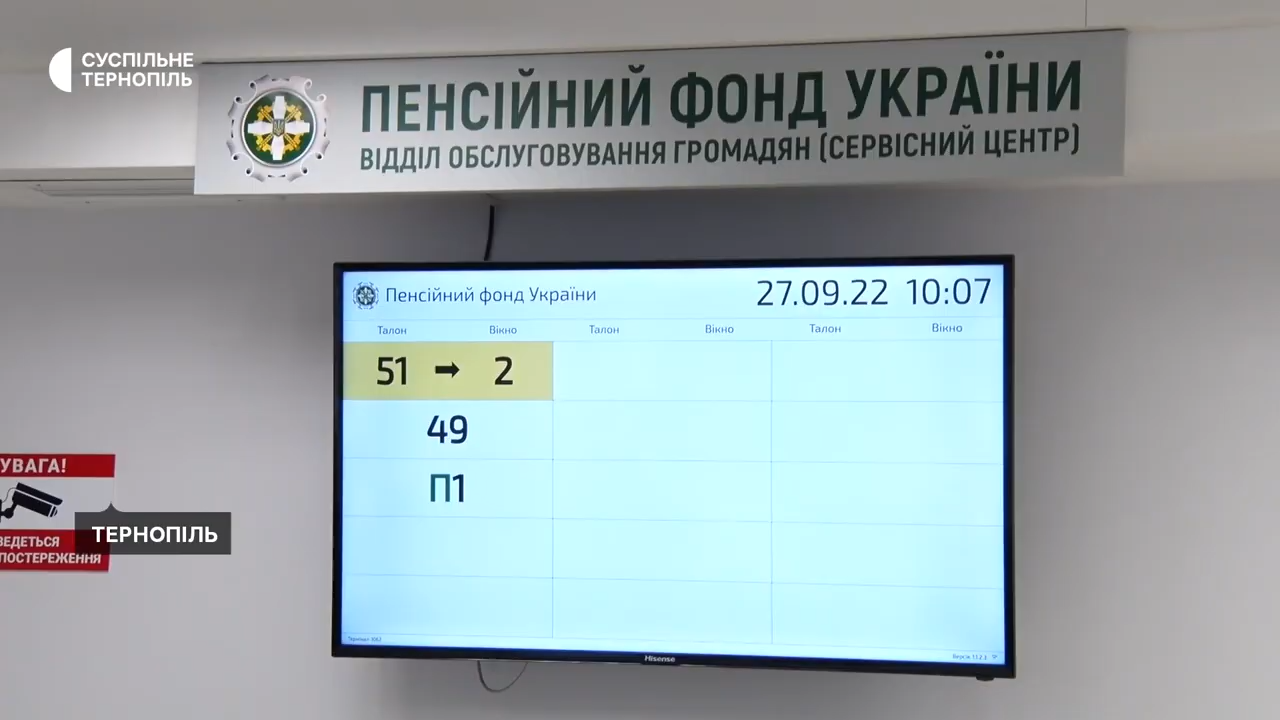 СУСПІЛЬНЕ
ТЕРНОПІЛЬ
ПЕНСІЙНИЙ ФОНД УКРАЇНИ
ВІДДІЛ ОБСЛУГОВУВАННЯ ГРОМАДЯН (СЕРВІСНИЙ ЦЕНТР)
Пенсійний фонд України 27.09.22 10:07
Талон Вікно Талон Вікно Талон Вікно
51 → 2
49
П1
Hisense
УВАГА!
ВЕДЕТЬСЯ
ПОСТЕРЕЖЕННЯ
ТЕРНОПІЛЬ